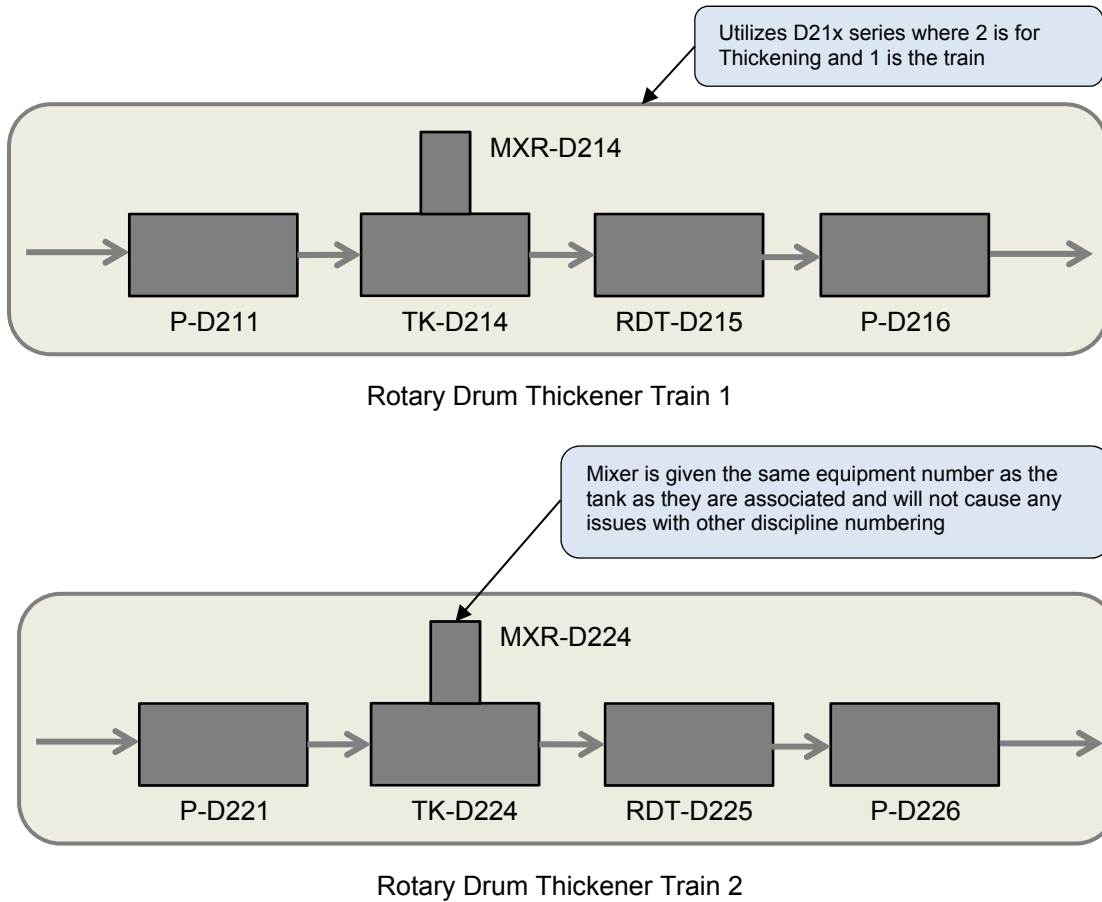 Utilizes D21x series where 2 is for
Thickening and 1 is the train
MXR-D214
P-D211
TK-D214
RDT-D215
P-D216
Rotary Drum Thickener Train 1
Mixer is given the same equipment number as the
tank as they are associated and will not cause any
issues with other discipline numbering
MXR-D224
P-D221
TK-D224
RDT-D225
P-D226
Rotary Drum Thickener Train 2